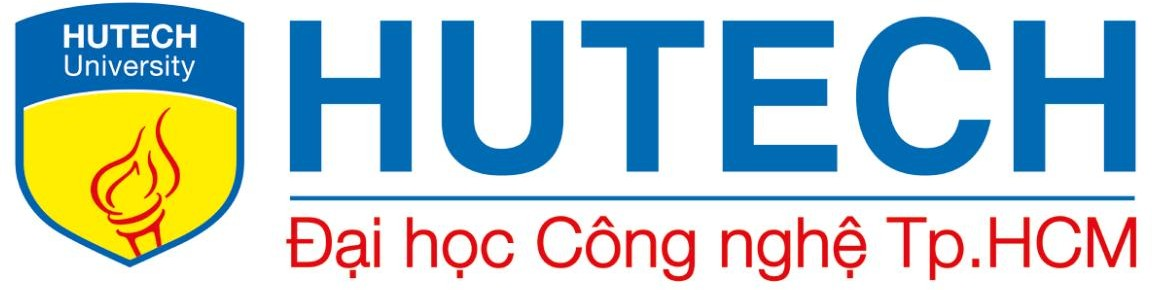 HUTECH
University
HUTECH
Đại học Công nghệ Tp.HCM